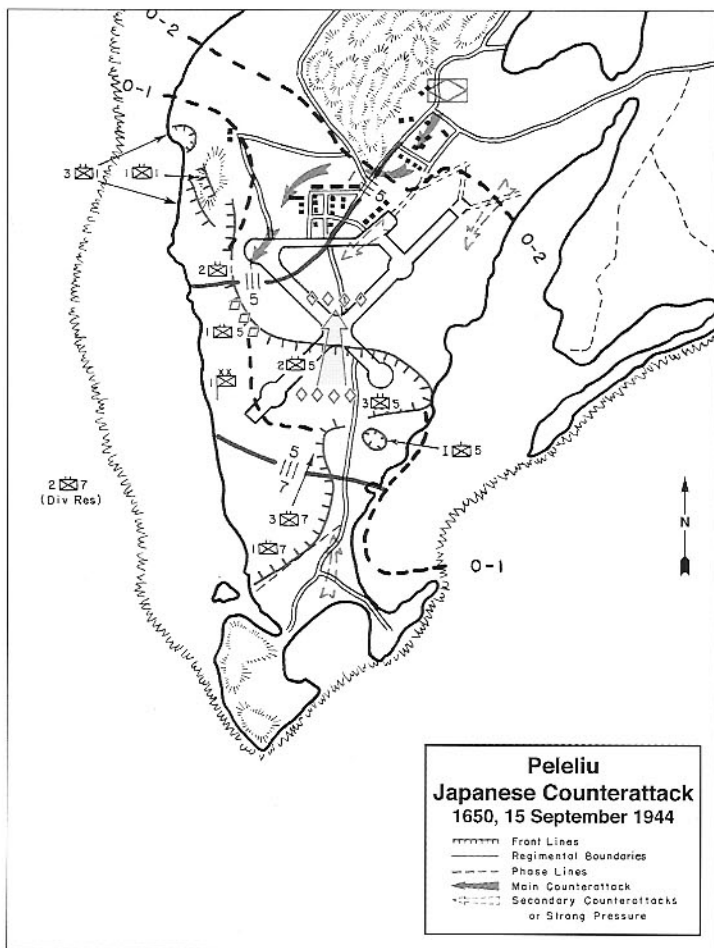 O-2
O-1
3 1
1 1
5
O-2
2 1
5
1 5
2 5
XX
1
3 5
5
7
I 5
2 7
(Div Res)
3 7
1 7
N
O-1
Peleliu
Japanese Counterattack
1650, 15 September 1944
Front Lines
Regimental Boundaries
Phase Lines
Main Counterattack
Secondary Counterattacks
or Strong Pressure